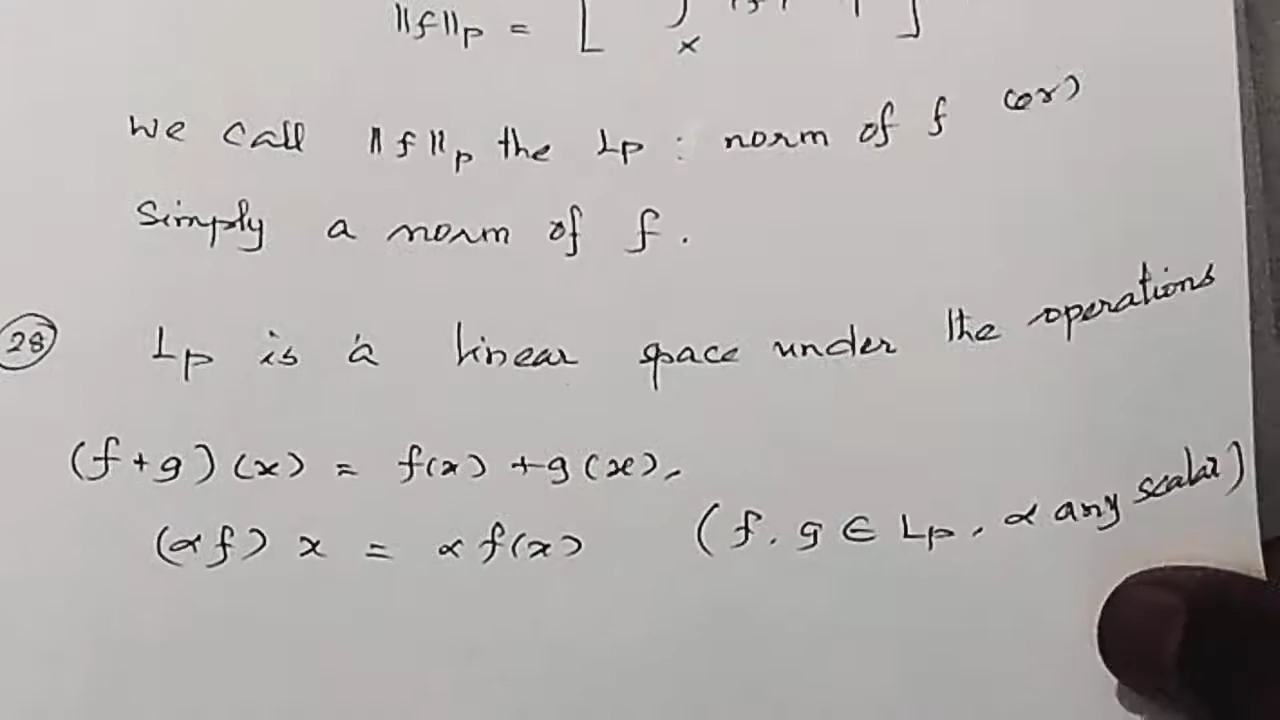 ‖f‖p = [ ∫ x ]
We call ‖f‖p the Lp : norm of f (or)
Simply a norm of f.
28 Lp is a linear space under the operations
(f+g)(x) = f(x) + g(x),
(αf) x = α f(x) (f, g ∈ Lp, α any scalar)